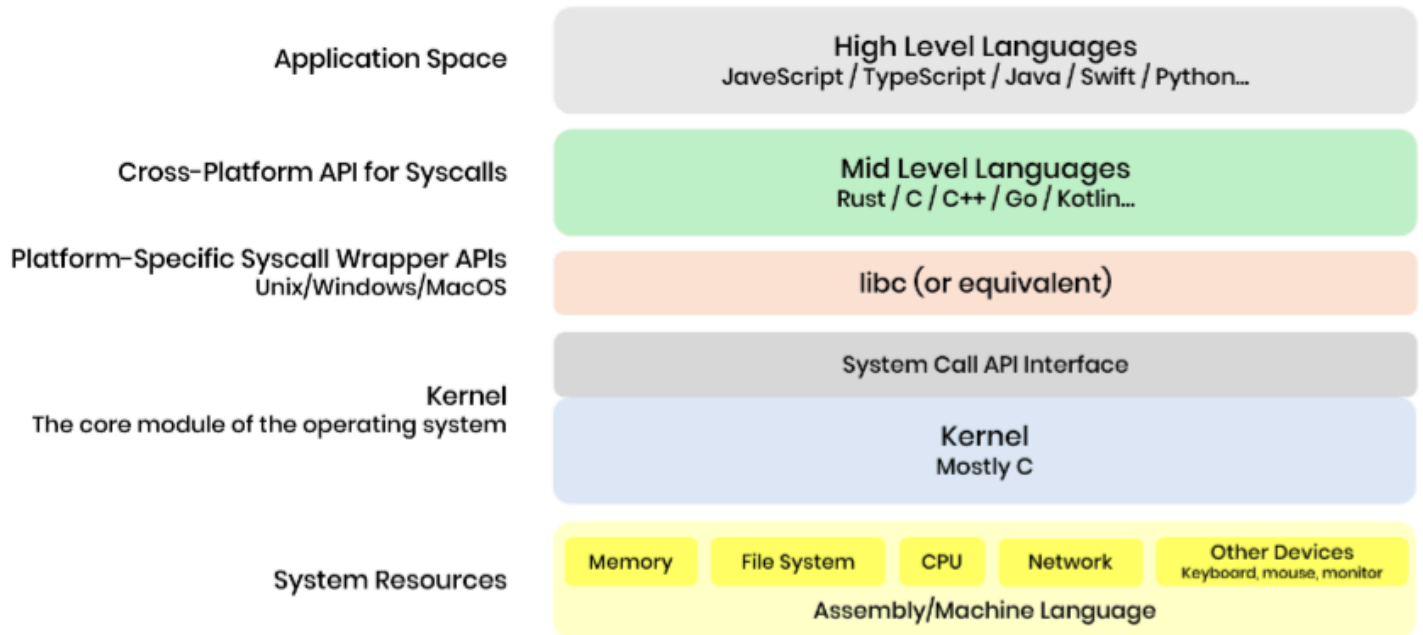 Application Space
High Level Languages
JaveScript / TypeScript / Java / Swift / Python...
Cross-Platform API for Syscalls
Mid Level Languages
Rust / C / C++ / Go / Kotlin...
Platform-Specific Syscall Wrapper APIs
Unix/Windows/MacOS
libc (or equivalent)
System Call API Interface
Kernel
The core module of the operating system
Kernel
Mostly C
System Resources
Memory
File System
CPU
Network
Other Devices
Keyboard, mouse, monitor
Assembly/Machine Language